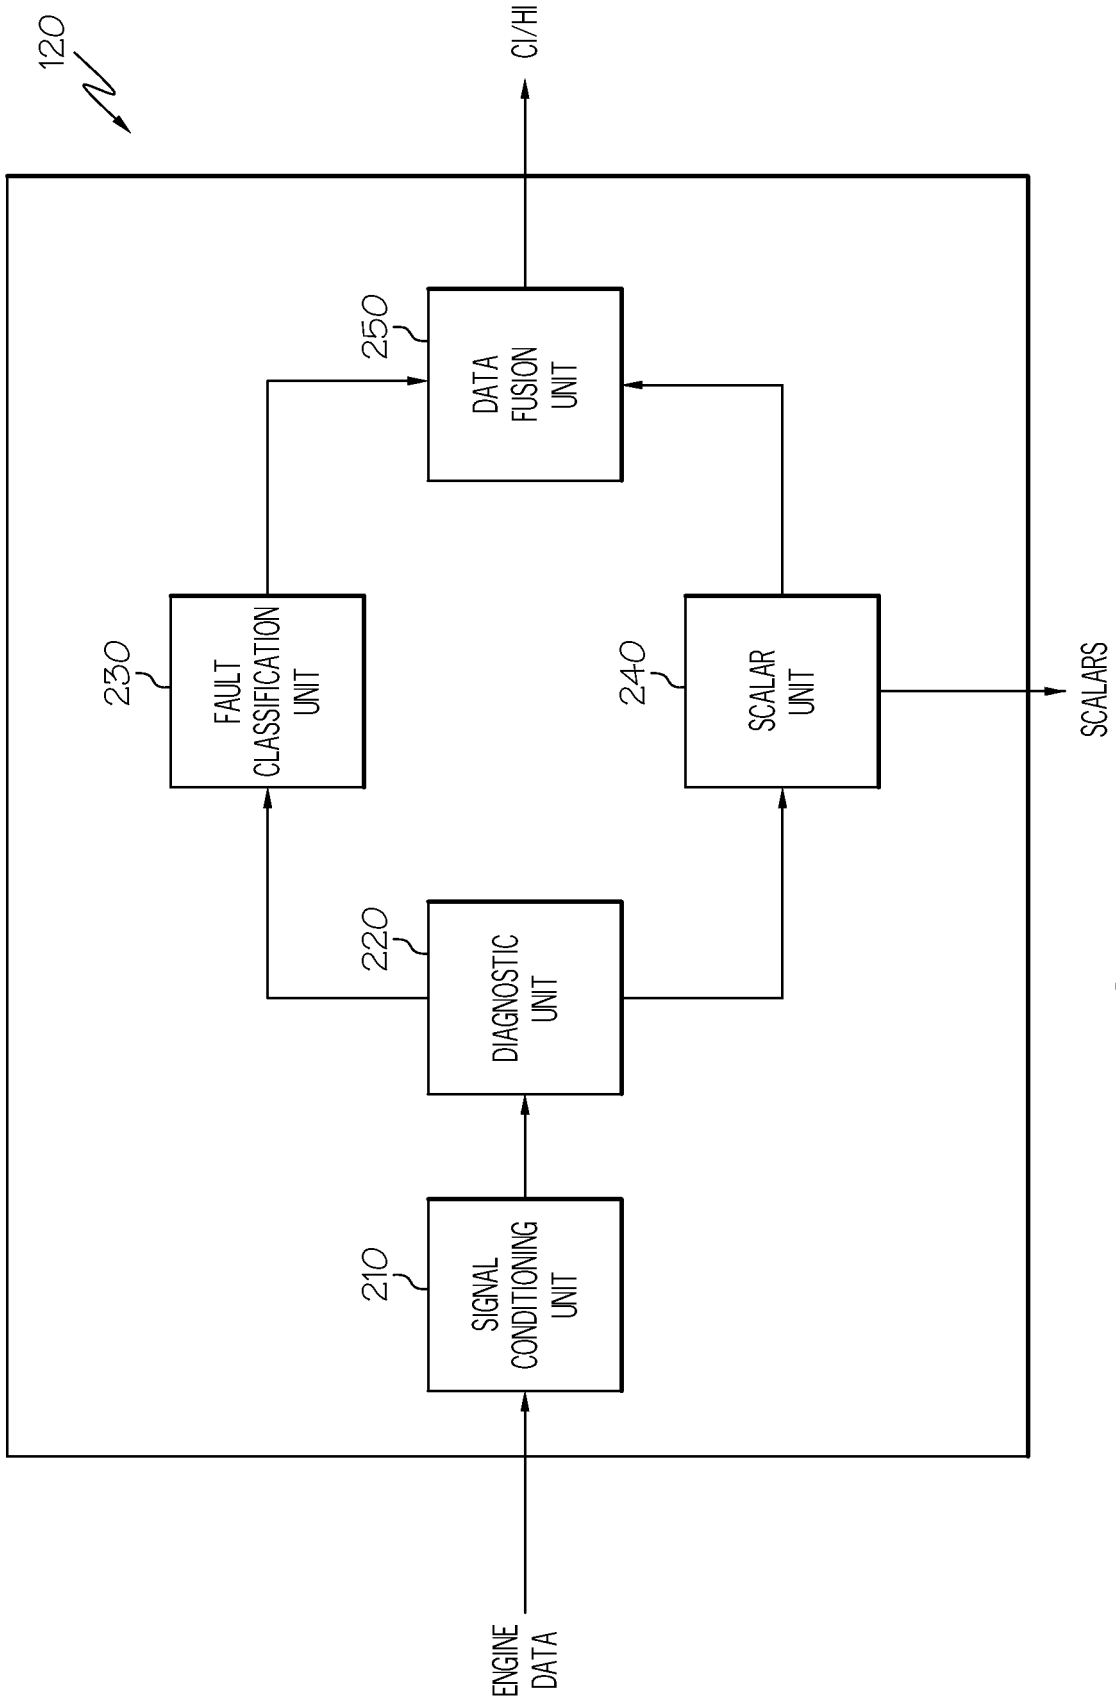 120
ENGINE
DATA
210
SIGNAL
CONDITIONING
UNIT
220
DIAGNOSTIC
UNIT
230
FAULT
CLASSIFICATION
UNIT
240
SCALAR
UNIT
250
DATA
FUSION
UNIT
CI/HI
SCALARS